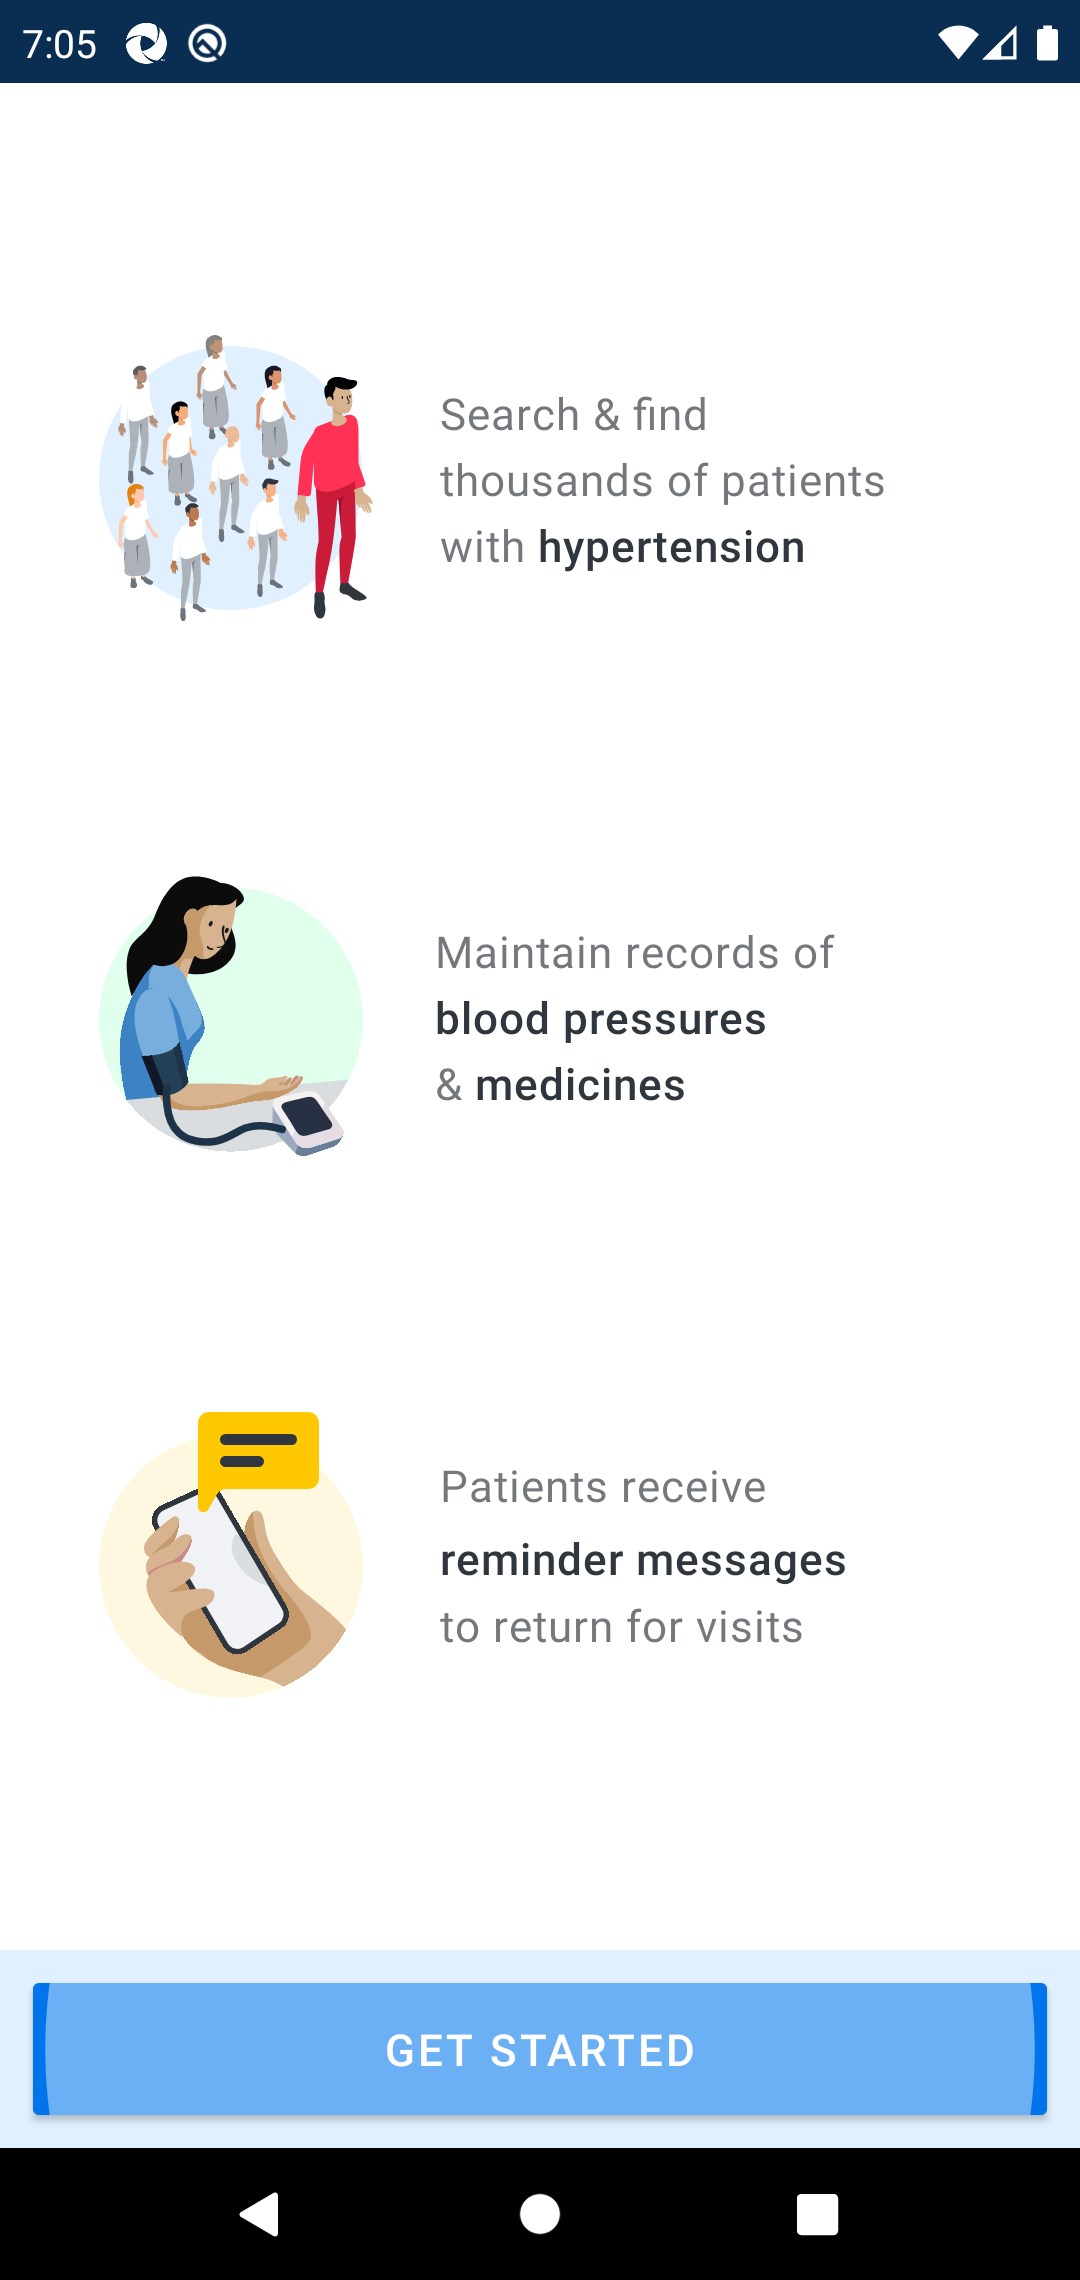 7:05
Search & find
thousands of patients
with hypertension
Maintain records of
blood pressures
& medicines
Patients receive
reminder messages
to return for visits
GET STARTED